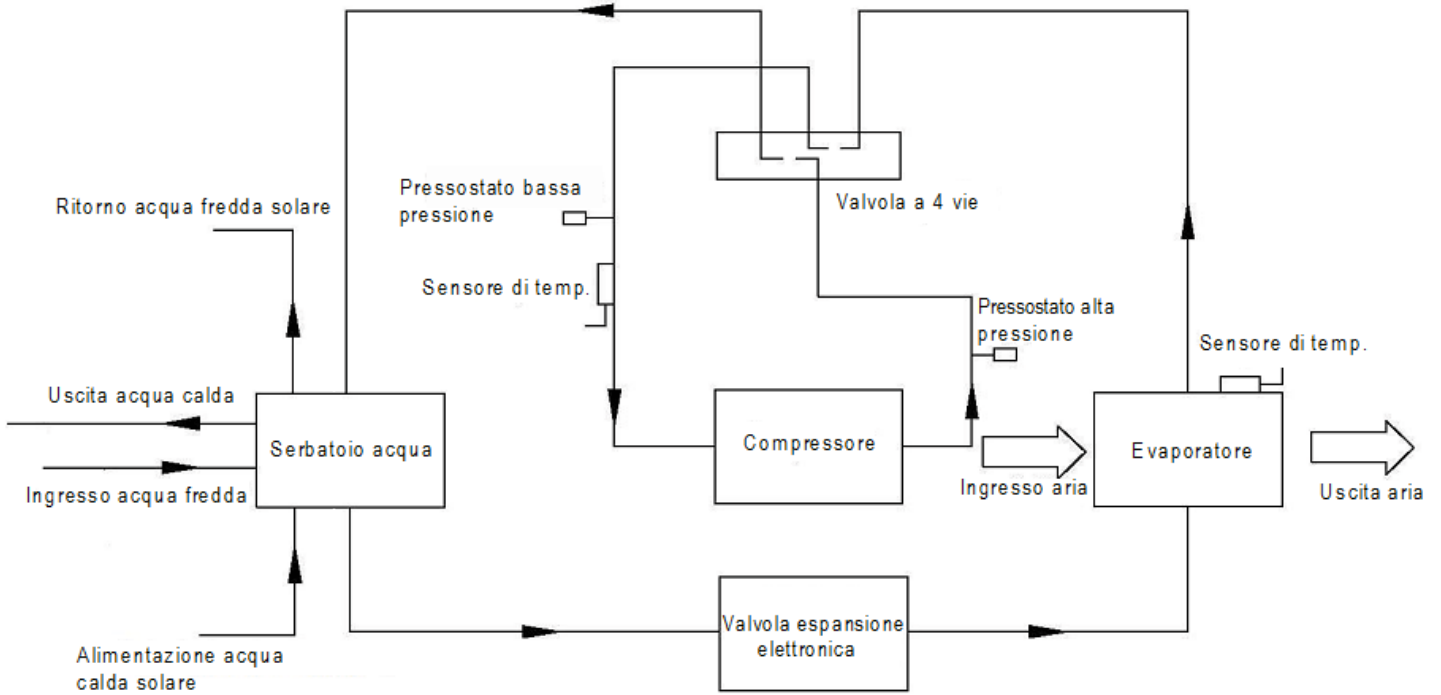 Pressostato bassa
pressione
Valvola a 4 vie
Ritorno acqua fredda solare
Sensore di temp.
Pressostato alta
pressione
Sensore di temp.
Uscita acqua calda
Serbatoio acqua
Compressore
Evaporatore
Ingresso acqua fredda
Ingresso aria
Uscita aria
Valvola espansione
elettronica
Alimentazione acqua
calda solare